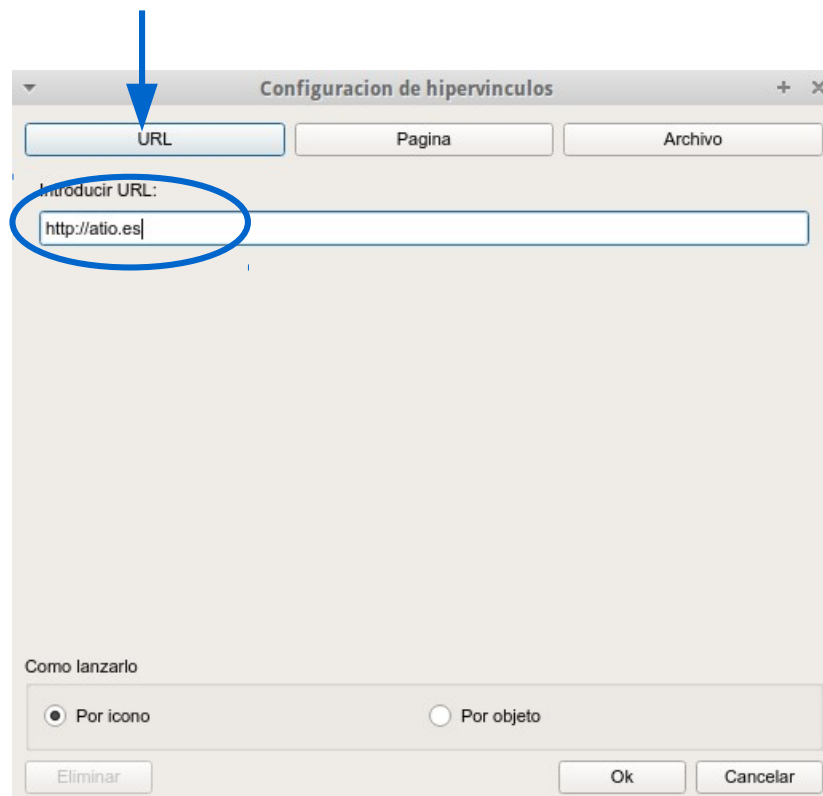 Configuracion de hipervinculos
URL Pagina Archivo
Introducir URL:
http://atio.es
Como lanzarlo
Por icono Por objeto
Eliminar Ok Cancelar